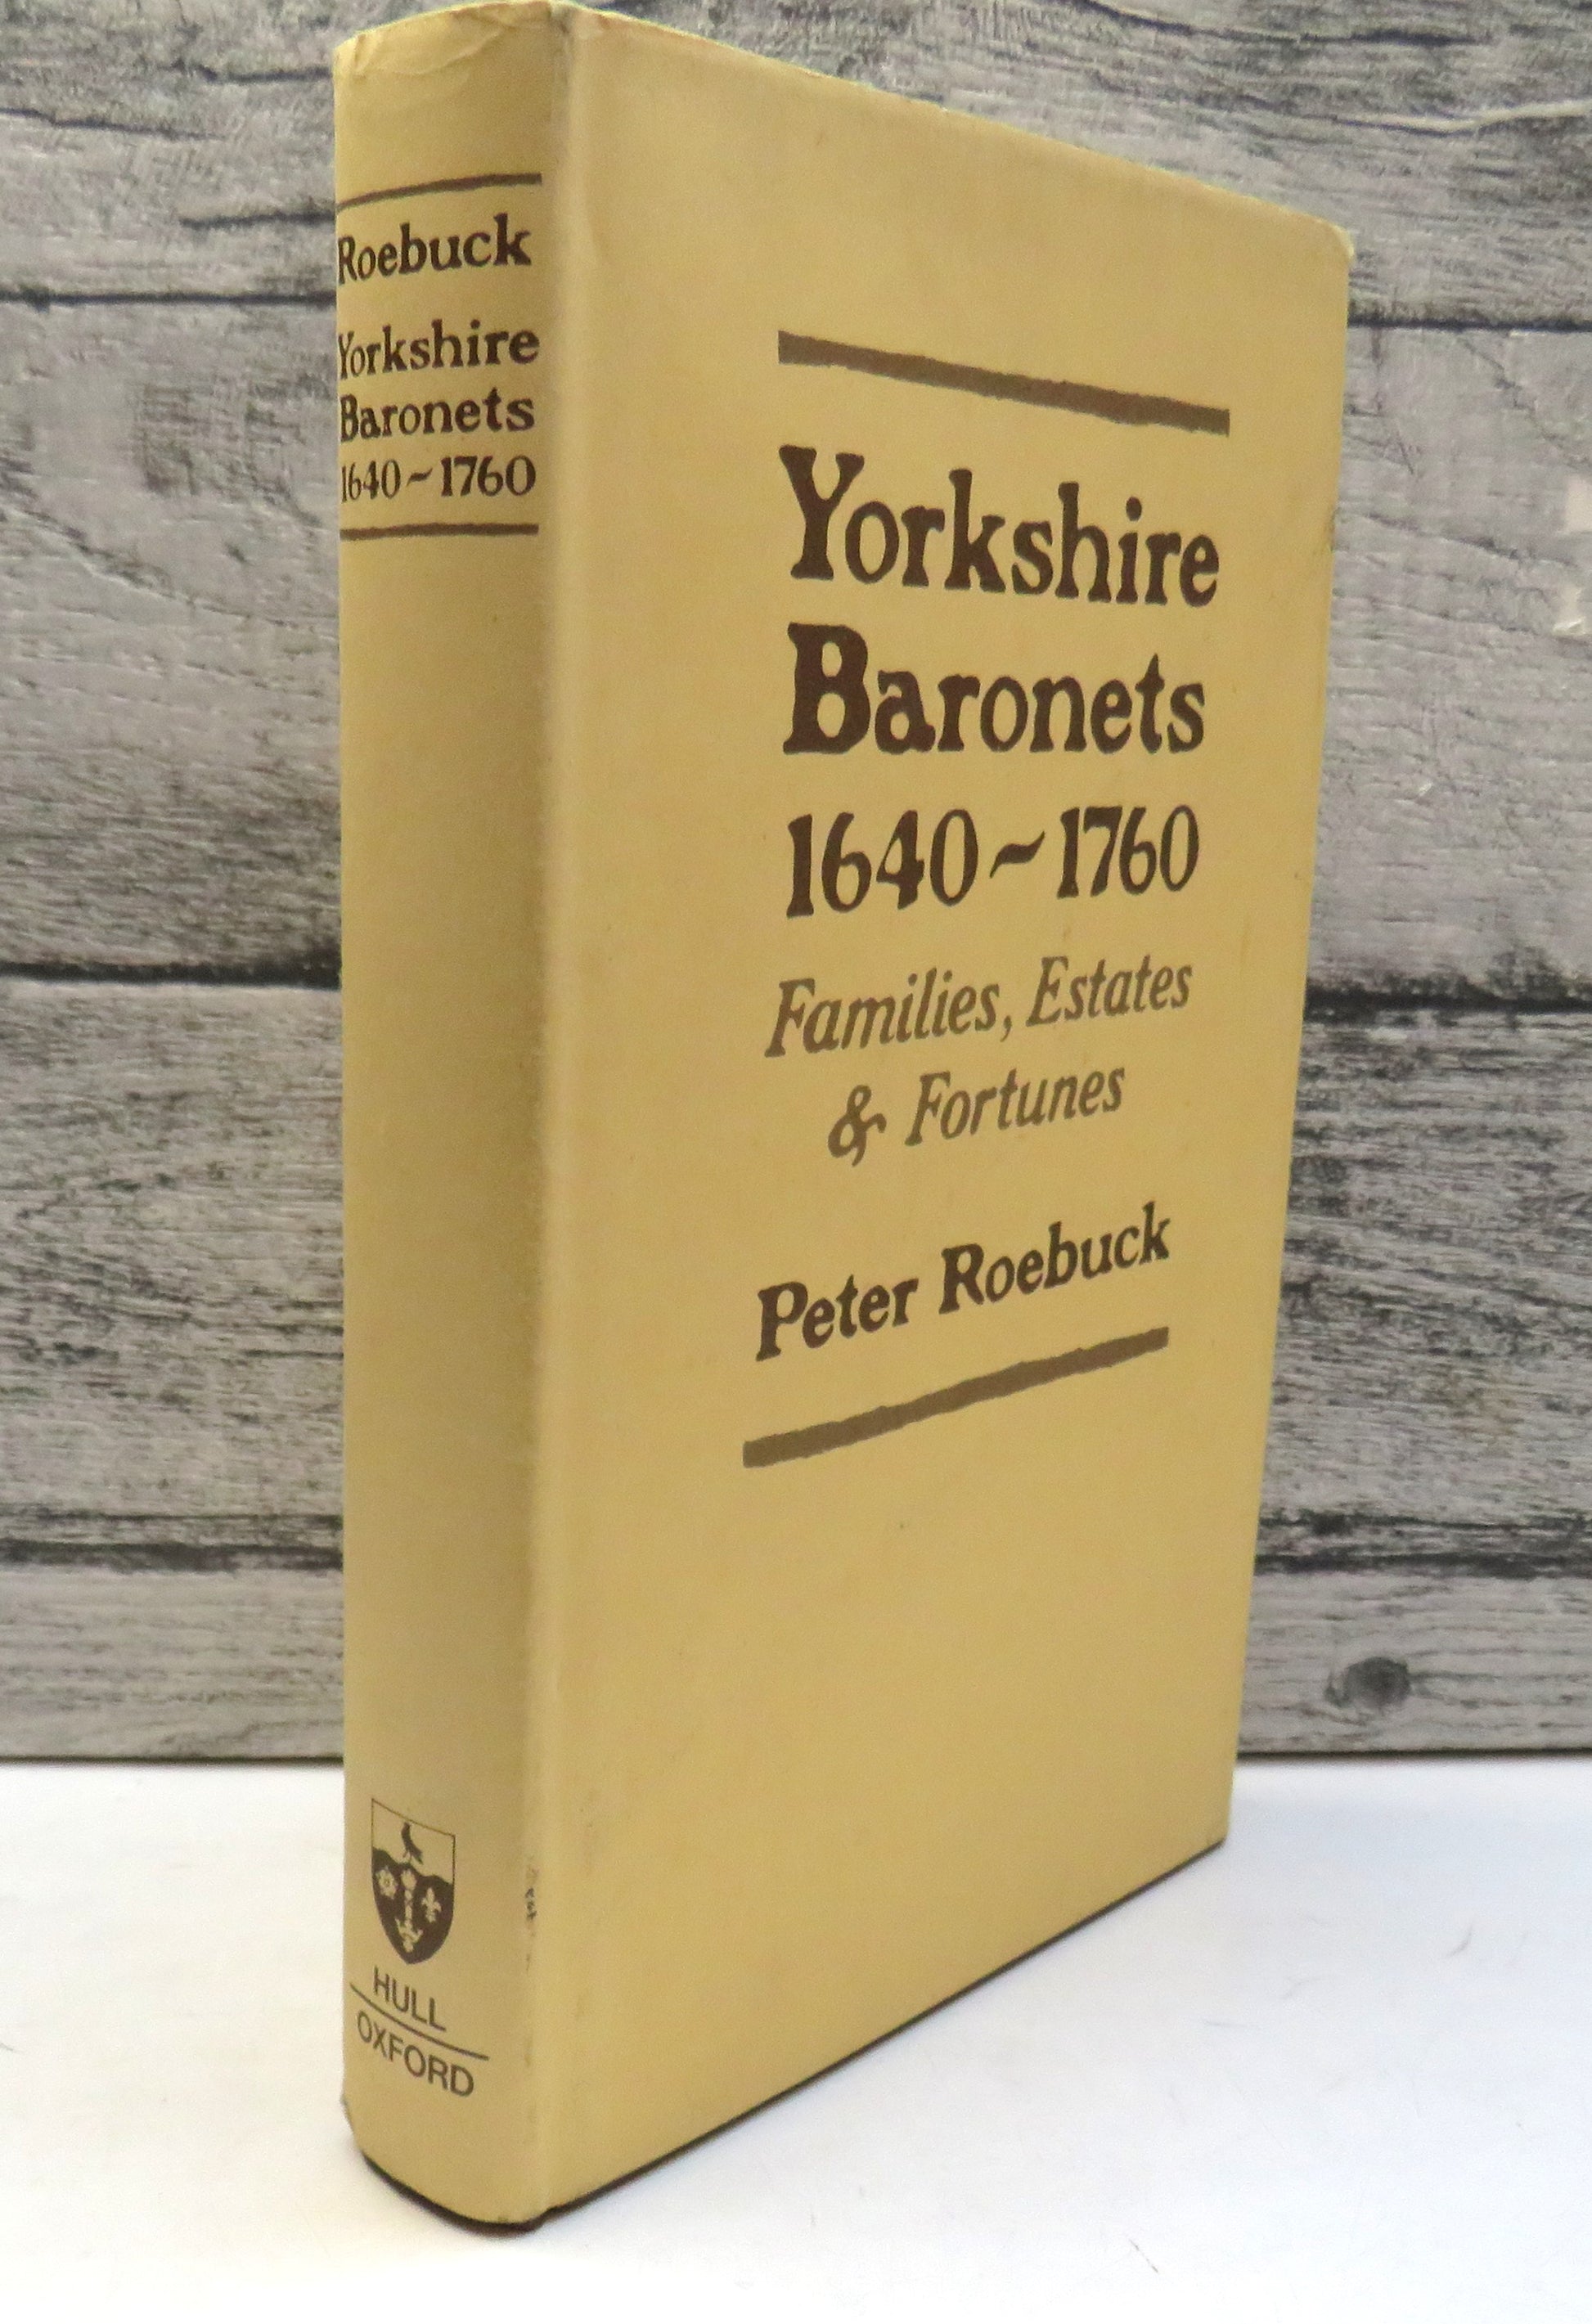 Roebuck
Yorkshire
Baronets
1640~1760
HULL
OXFORD
Yorkshire
Baronets
1640~1760
Families, Estates
& Fortunes
Peter Roebuck